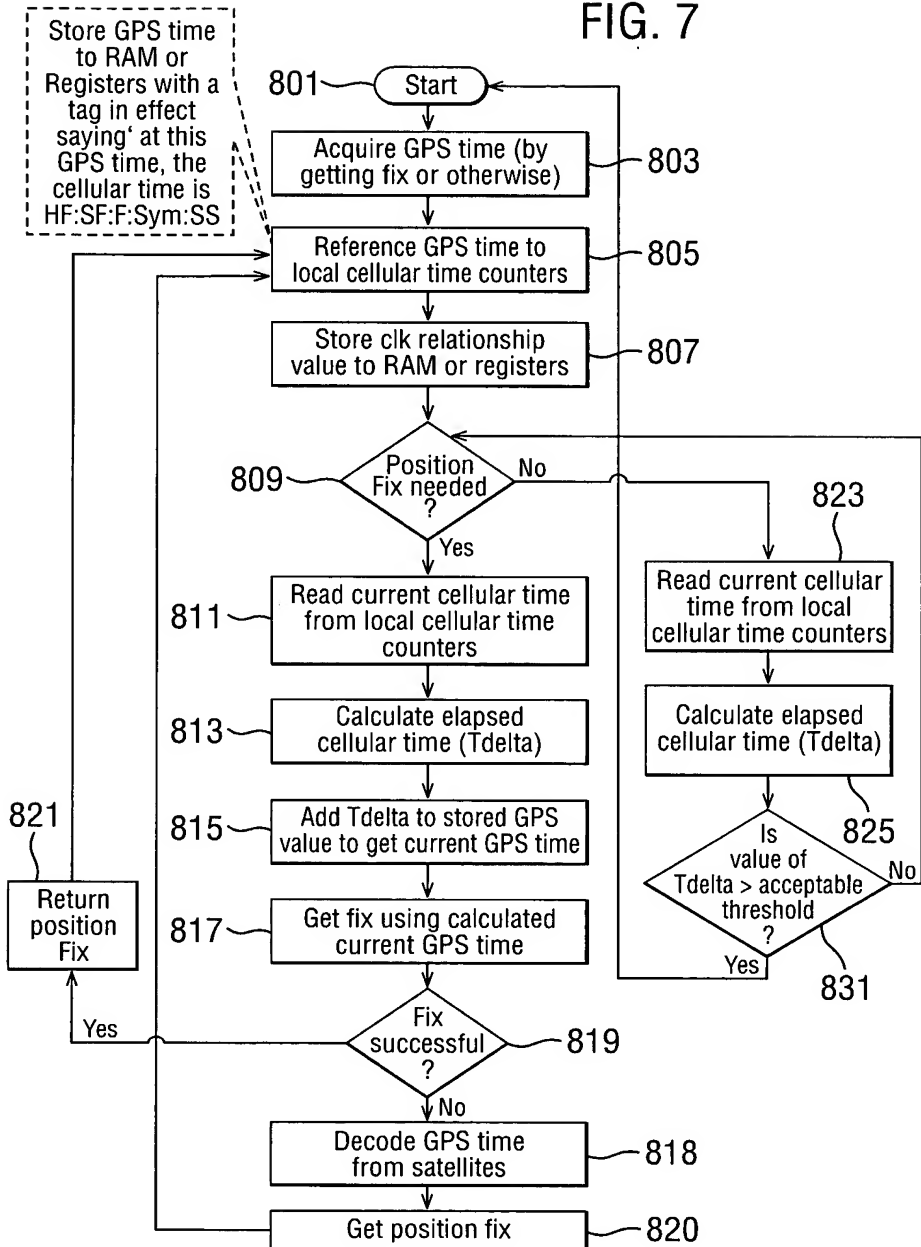 FIG. 7
Store GPS time
to RAM or
Registers with a
tag in effect
saying‘ at this
GPS time, the
cellular time is
HF:SF:F:Sym:SS
801
Start
Acquire GPS time (by
getting fix or otherwise)
803
Reference GPS time to
local cellular time counters
805
Store clk relationship
value to RAM or registers
807
809
Position
Fix needed
?
No
Yes
823
Read current cellular
time from local
cellular time counters
811
Read current cellular time
from local cellular time
counters
813
Calculate elapsed
cellular time (Tdelta)
Calculate elapsed
cellular time (Tdelta)
825
815
Add Tdelta to stored GPS
value to get current GPS time
Is
value of
Tdelta > acceptable
threshold
?
No
Yes
831
821
Return
position
Fix
817
Get fix using calculated
current GPS time
Yes
Fix
successful
?
819
No
Decode GPS time
from satellites
818
Get position fix
820